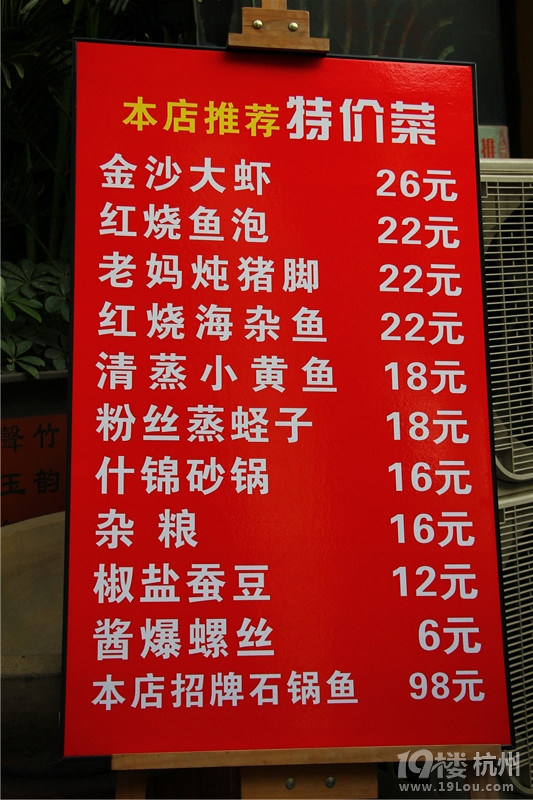 本店推荐特价菜
金沙大虾 26元
红烧鱼泡 22元
老妈炖猪脚 22元
红烧海杂鱼 22元
清蒸小黄鱼 18元
粉丝蒸蛏子 18元
什锦砂锅 16元
杂粮 16元
椒盐蚕豆 12元
酱爆螺丝 6元
本店招牌石锅鱼 98元
竹韵
聲玉
19楼 杭州
www.19Lou.com